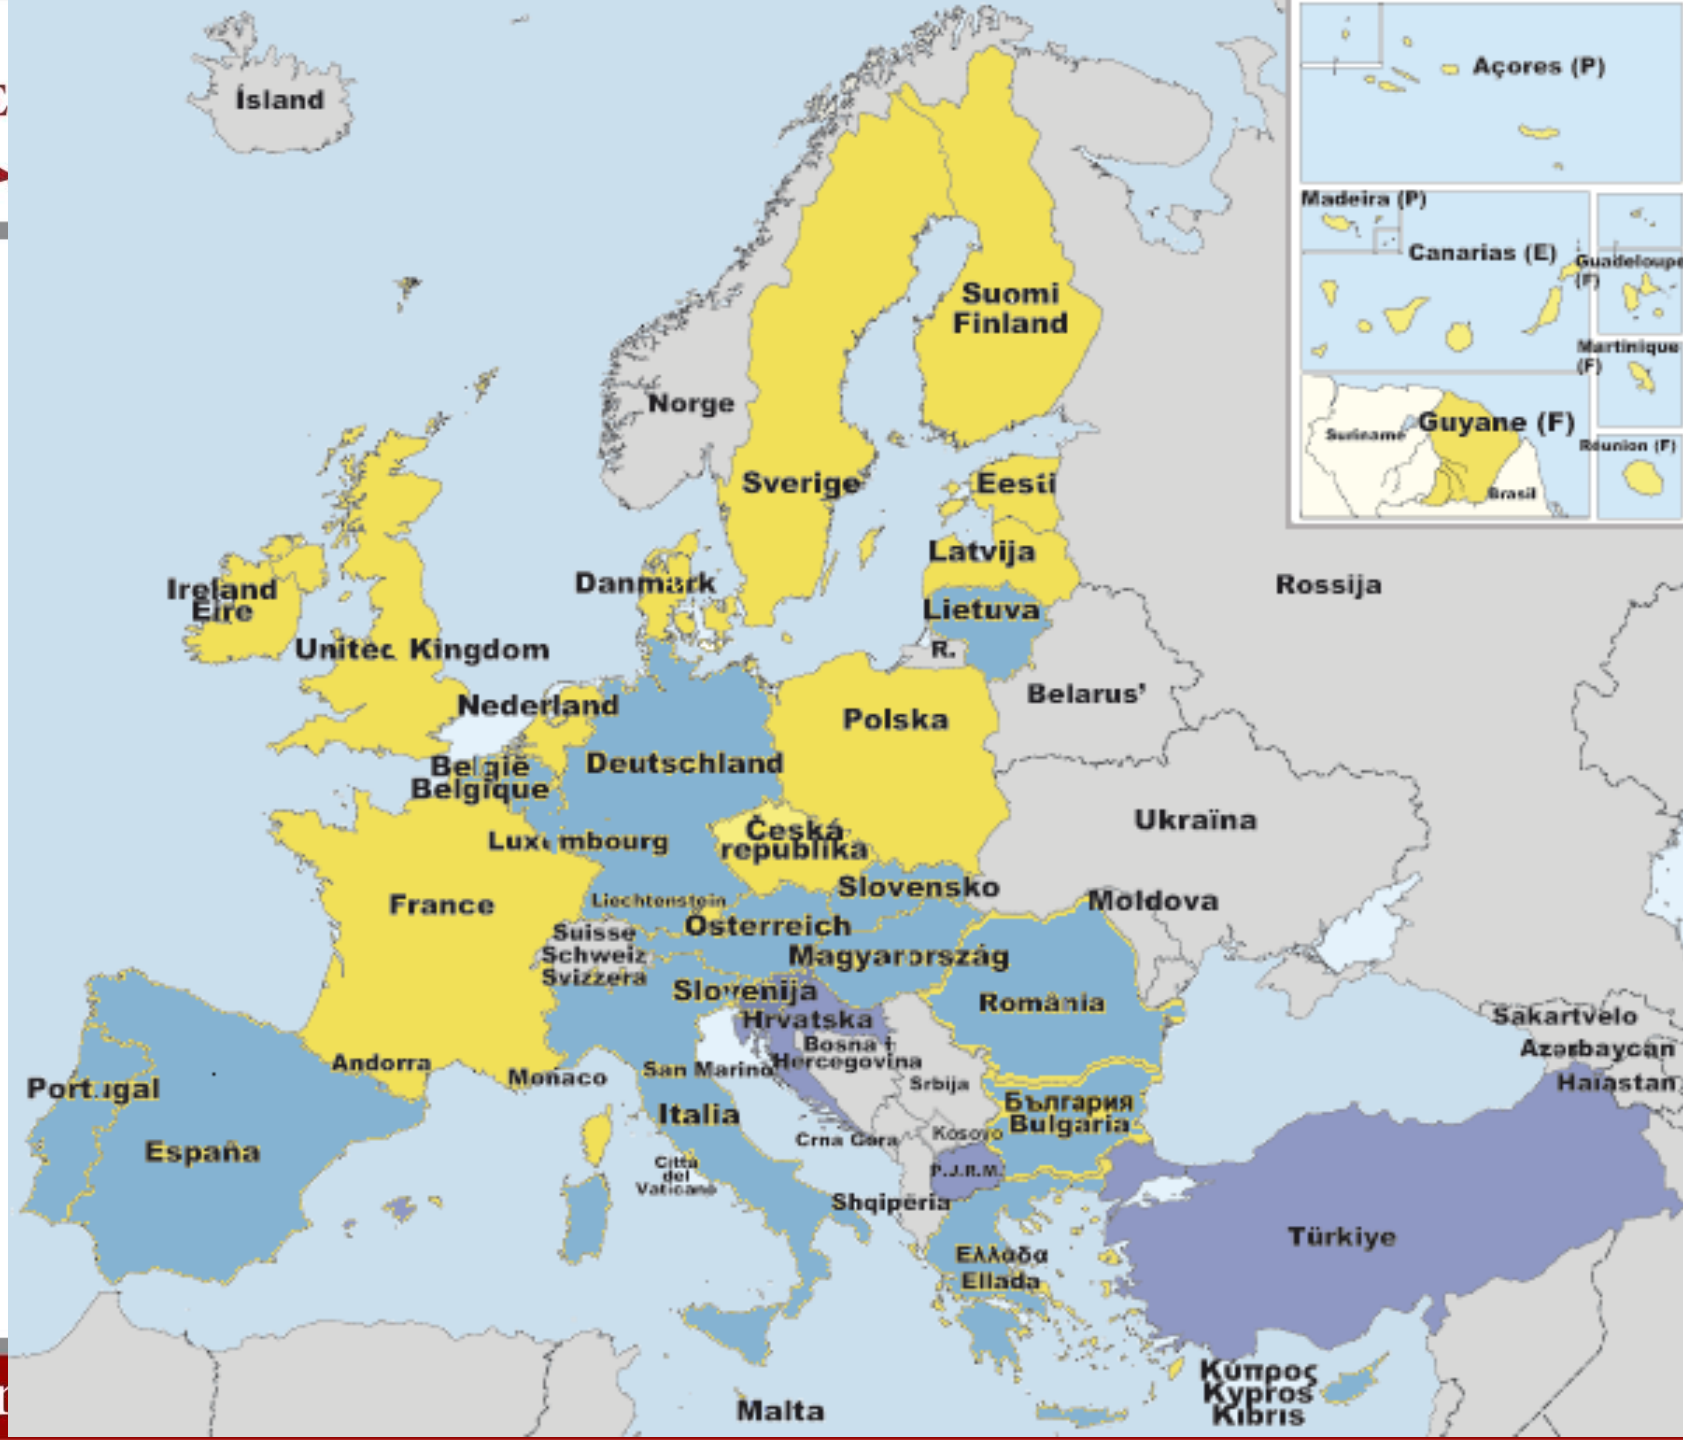 Ísland
Açores (P)
Madeira (P)
Canarias (E)
Guadeloupe
(F)
Martinique
(F)
Guyane (F)
Suriname
Brasil
Réunion (F)
Suomi
Finland
Norge
Sverige
Eesti
Latvija
Danmark
Lietuva
R.
Rossija
Ireland
Éire
United Kingdom
Nederland
Belarus’
Polska
België
Belgique
Deutschland
Ukraïna
Česká
republika
Luxembourg
Slovensko
Liechtenstein
Moldova
France
Österreich
Suisse
Schweiz
Svizzera
Magyarország
Slovenija
România
Hrvatska
Bosna i
Hercegovina
Sakartvelo
Azərbaycan
Haiastan
Andorra
Monaco
San Marino
Srbija
Portugal
България
Bulgaria
Italia
España
Crna Gora
Kosovo
P.J.R.M.
Città
del
Vaticano
Shqipëria
Türkiye
Ελλάδα
Ellada
Κύπρος
Kypros
Kıbrıs
Malta